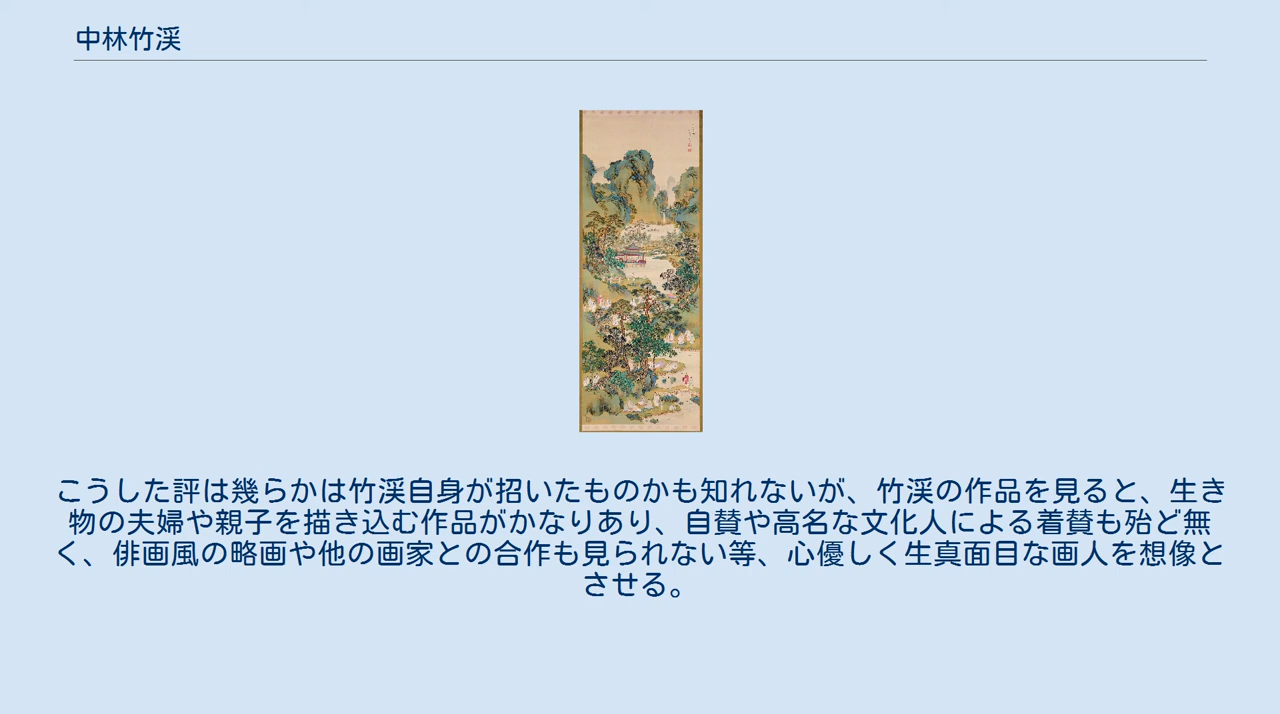 中林竹渓
こうした評は幾らかは竹渓自身が招いたものかも知れないが、竹渓の作品を見ると、生き
物の夫婦や親子を描き込む作品がかなりあり、自賛や高名な文化人による着賛も殆ど無
く、俳画風の略画や他の画家との合作も見られない等、心優しく生真面目な画人を想像と
させる。